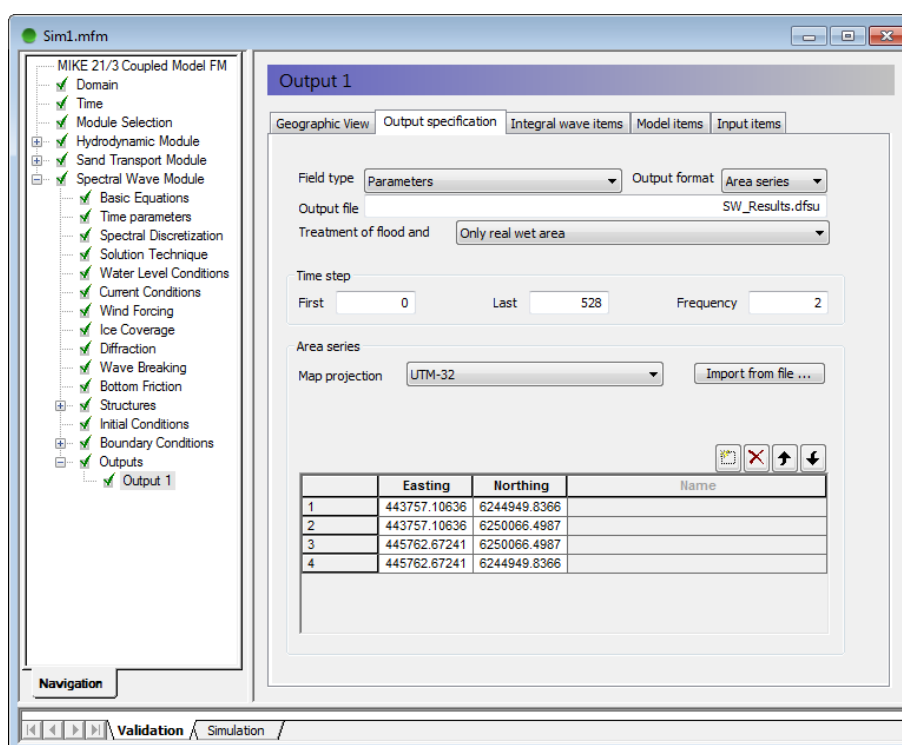 Sim1.mfm
MIKE 21/3 Coupled Model FM
Domain
Time
Module Selection
Hydrodynamic Module
Sand Transport Module
Spectral Wave Module
Basic Equations
Time parameters
Spectral Discretization
Solution Technique
Water Level Conditions
Current Conditions
Wind Forcing
Ice Coverage
Diffraction
Wave Breaking
Bottom Friction
Structures
Initial Conditions
Boundary Conditions
Outputs
Output 1
Navigation
Output 1
Geographic View Output specification Integral wave items Model items Input items
Field type Parameters Output format Area series
Output file SW_Results.dfsu
Treatment of flood and Only real wet area
Time step
First 0 Last 528 Frequency 2
Area series
Map projection UTM-32 Import from file ...
Easting Northing Name
1 443757.10636 6244949.8366
2 443757.10636 6250066.4987
3 445762.67241 6250066.4987
4 445762.67241 6244949.8366
Validation Simulation